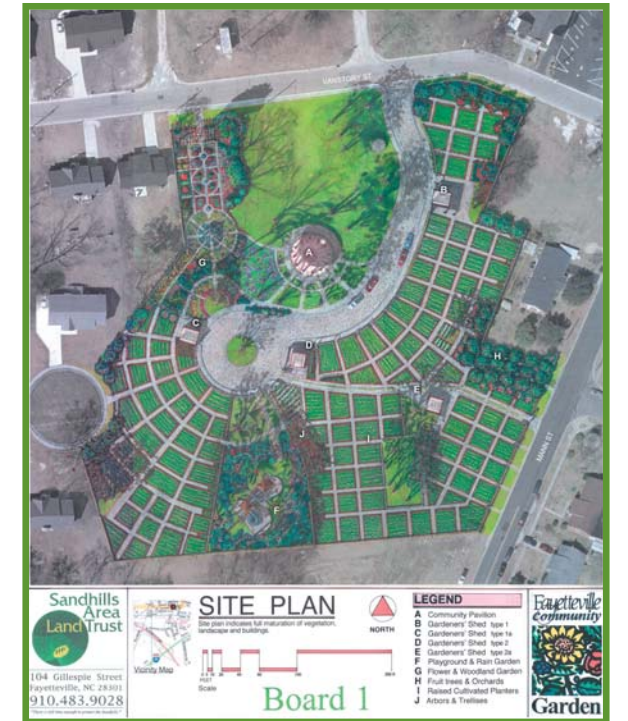 VANSTORY ST
B
A
G
C
D
H
E
MANN ST
J
I
F
Sandhills
Area
Land Trust
104 Gillespie Street
Fayetteville, NC 28301
910.483.9028
Vicinity Map
SITE PLAN
Site plan indicates full maturation of vegetation,
landscape and buildings.
NORTH
FEET
Scale
Board 1
LEGEND
A Community Pavilion
B Gardeners' Shed type 1
C Gardeners' Shed type 1a
D Gardeners' Shed type 2
E Gardeners' Shed type 2a
F Playground & Rain Garden
G Flower & Woodland Garden
H Fruit trees & Orchards
I Raised Cultivated Planters
J Arbors & Trellises
Fayetteville
Community
Garden